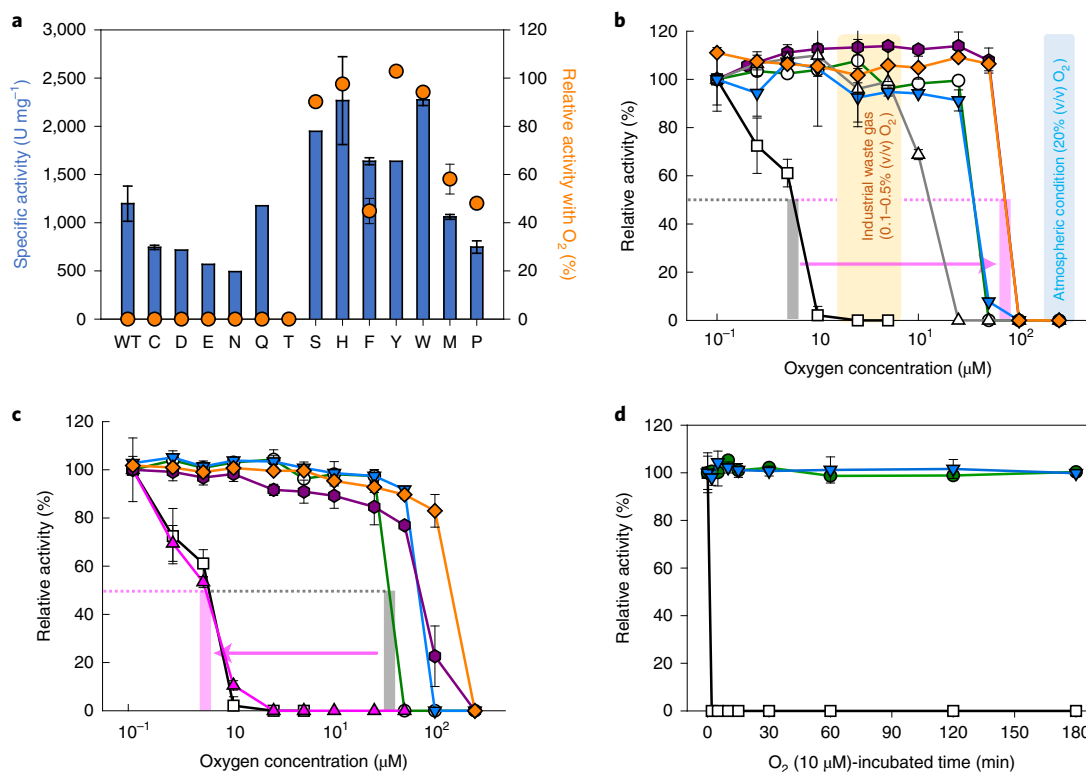 a
3,000
2,500
2,000
1,500
1,000
500
0
Specific activity (U mg⁻¹)
120
100
80
60
40
20
0
Relative activity with O₂
(%)
WT C D E N Q T S H F Y W M P
b
120
100
80
60
40
20
0
Relative activity (%)
Industrial waste gas
(0.1–0.5% (v/v) O₂)
Atmospheric condition (20% (v/v) O₂)
10⁻¹ 10 10¹ 10²
Oxygen concentration (μM)
c
120
100
80
60
40
20
0
Relative activity (%)
10⁻¹ 10 10¹ 10²
Oxygen concentration (μM)
d
120
100
80
60
40
20
0
Relative activity (%)
0 30 60 90 120 150 180
O₂ (10 μM)-incubated time (min)